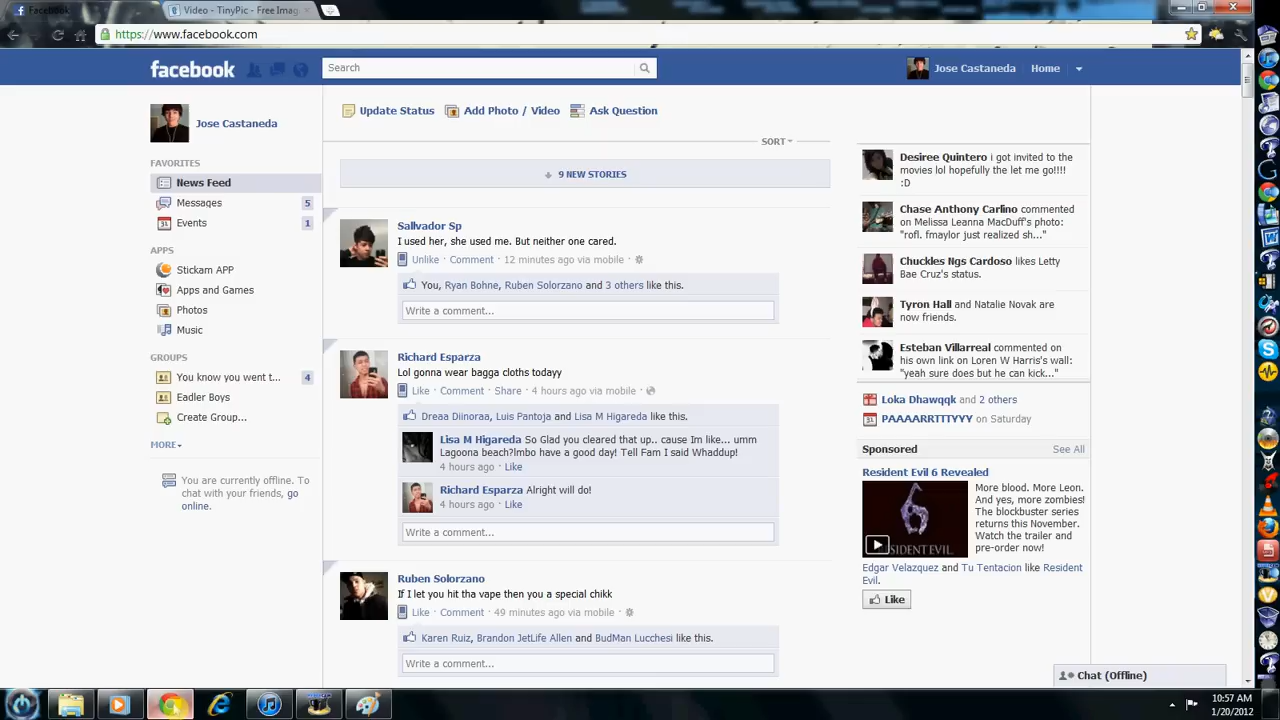 Facebook
Video - TinyPic - Free Imag
https://www.facebook.com
facebook
Search
Jose Castaneda
Home
Jose Castaneda
FAVORITES
News Feed
Messages
5
Events
1
APPS
Stickam APP
Apps and Games
Photos
Music
GROUPS
You know you went t...
4
Eadler Boys
Create Group...
MORE
You are currently offline. To
chat with your friends, go
online.
Update Status
Add Photo / Video
Ask Question
SORT
9 NEW STORIES
Sallvador Sp
I used her, she used me. But neither one cared.
Unlike · Comment · 12 minutes ago via mobile ·
You, Ryan Bohne, Ruben Solorzano and 3 others like this.
Write a comment...
Richard Esparza
Lol gonna wear bagga cloths todayy
Like · Comment · Share · 4 hours ago via mobile ·
Dreaa Diinoraa, Luis Pantoja and Lisa M Higareda like this.
Lisa M Higareda So Glad you cleared that up.. cause Im like... umm
Lagoona beach?lmbo have a good day! Tell Fam I said Whaddup!
4 hours ago · Like
Richard Esparza Alright will do!
4 hours ago · Like
Write a comment...
Ruben Solorzano
If I let you hit tha vape then you a special chikk
Like · Comment · 49 minutes ago via mobile ·
Karen Ruiz, Brandon JetLife Allen and BudMan Lucchesi like this.
Write a comment...
Desiree Quintero i got invited to the
movies lol hopefully the let me go!!!!
:D
Chase Anthony Carlino commented
on Melissa Leanna MacDuff's photo:
"rofl. fmaylor just realized sh..."
Chuckles Ngs Cardoso likes Letty
Bae Cruz's status.
Tyron Hall and Natalie Novak are
now friends.
Esteban Villarreal commented on
his own link on Loren W Harris's wall:
"yeah sure does but he can kick..."
Loka Dhawqqk and 2 others
PAAAARRTTTYYY on Saturday
Sponsored
See All
Resident Evil 6 Revealed
6
RESIDENT EVIL
More blood. More Leon.
And yes, more zombies!
The blockbuster series
returns this November.
Watch the trailer and
pre-order now!
Edgar Velazquez and Tu Tentacion like Resident
Evil.
Like
Chat (Offline)
10:57 AM
1/20/2012